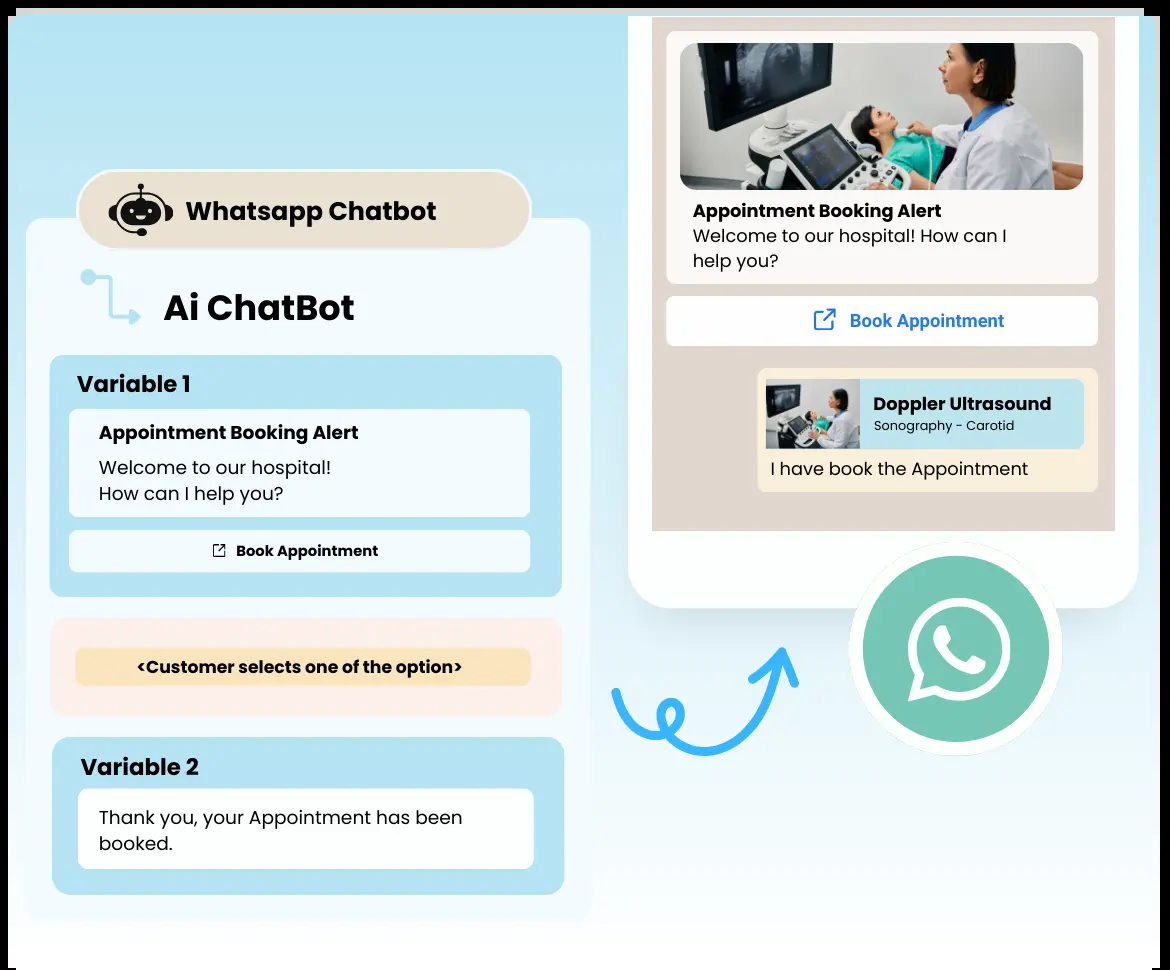 Whatsapp Chatbot
Ai ChatBot
Variable 1
Appointment Booking Alert
Welcome to our hospital!
How can I help you?
Book Appointment
<Customer selects one of the option>
Variable 2
Thank you, your Appointment has been
booked.
Appointment Booking Alert
Welcome to our hospital! How can I
help you?
Book Appointment
Doppler Ultrasound
Sonography - Carotid
I have book the Appointment